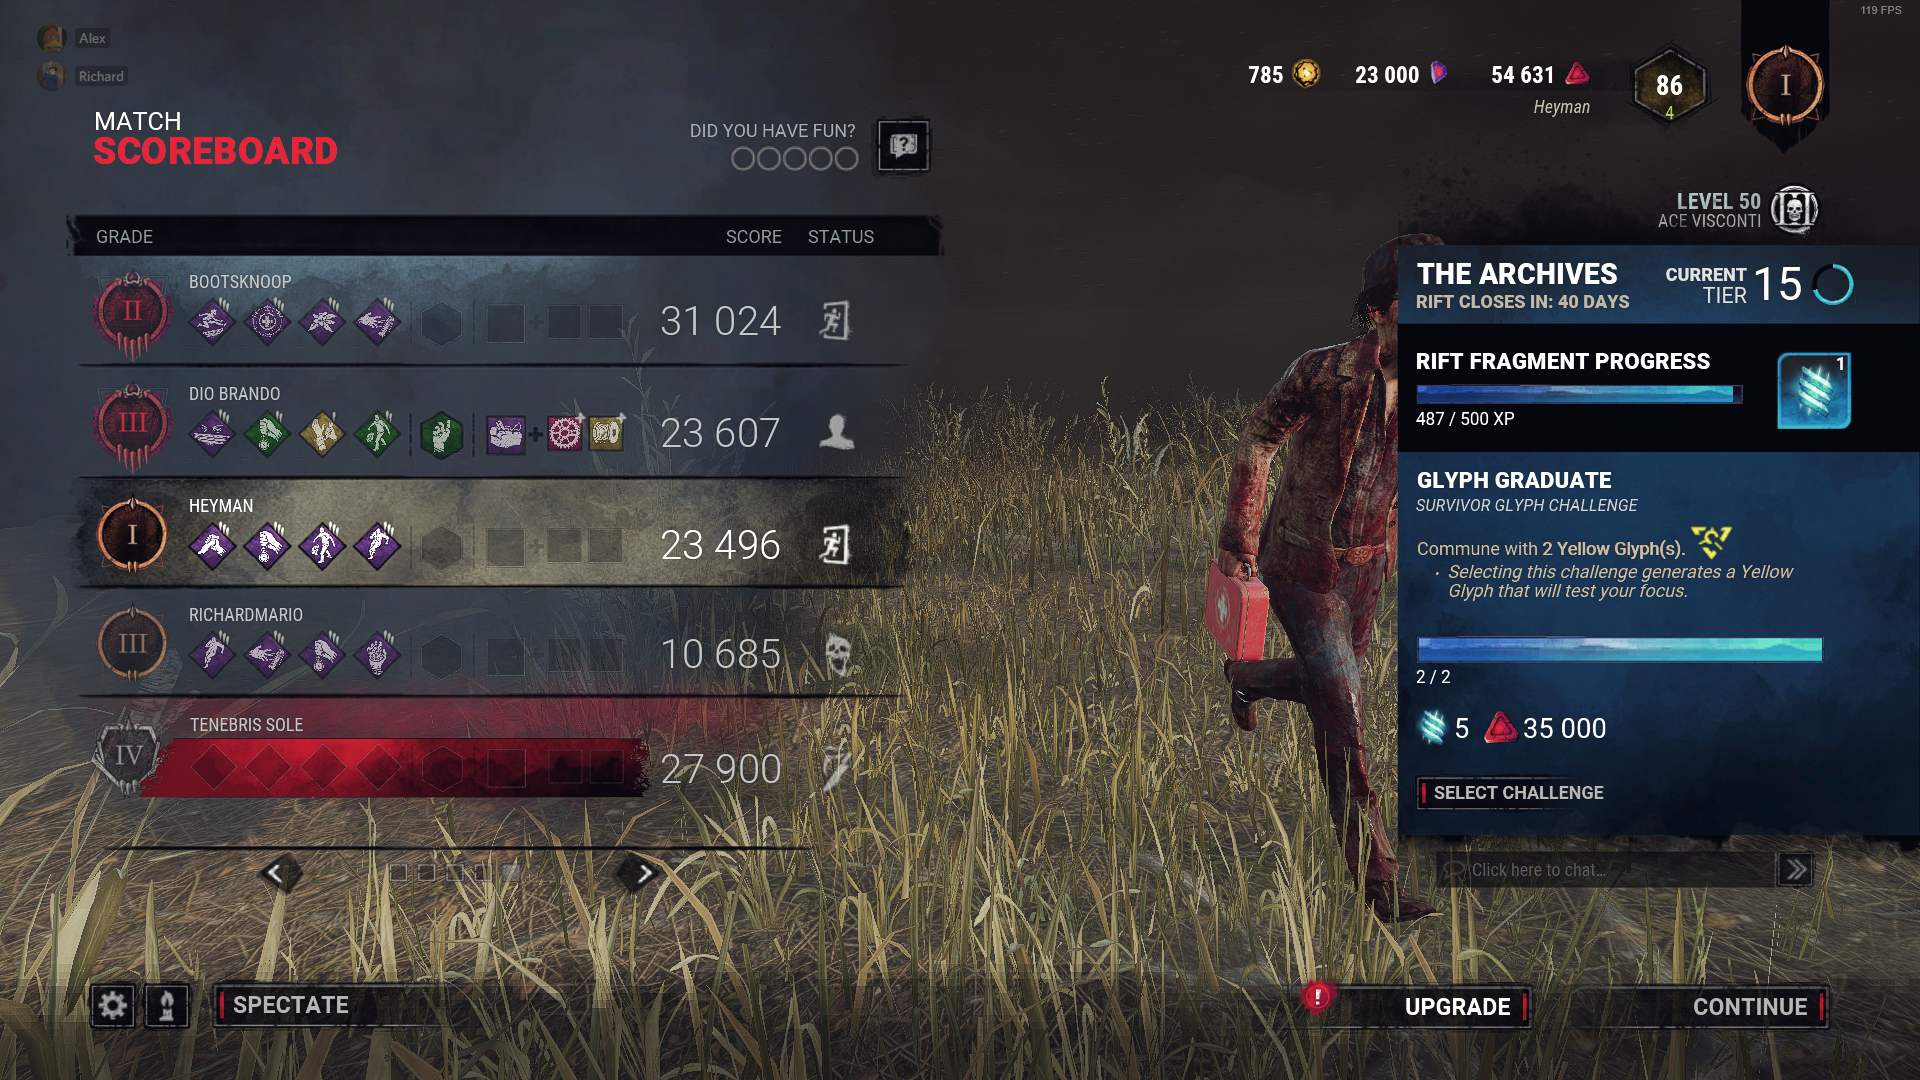 119 FPS
Alex
Richard
785
23 000
54 631
Heyman
86
4
I
MATCH
SCOREBOARD
DID YOU HAVE FUN?
?
LEVEL 50
ACE VISCONTI
III
GRADE SCORE STATUS
II
BOOTSKNOOP
31 024
III
DIO BRANDO
23 607
I
HEYMAN
23 496
III
RICHARDMARIO
10 685
IV
TENEBRIS SOLE
27 900
THE ARCHIVES
RIFT CLOSES IN: 40 DAYS
CURRENT
TIER 15
RIFT FRAGMENT PROGRESS
1
487 / 500 XP
GLYPH GRADUATE
SURVIVOR GLYPH CHALLENGE
Commune with 2 Yellow Glyph(s).
• Selecting this challenge generates a Yellow
Glyph that will test your focus.
2 / 2
5 35 000
SELECT CHALLENGE
Click here to chat...
SPECTATE
!
UPGRADE
CONTINUE